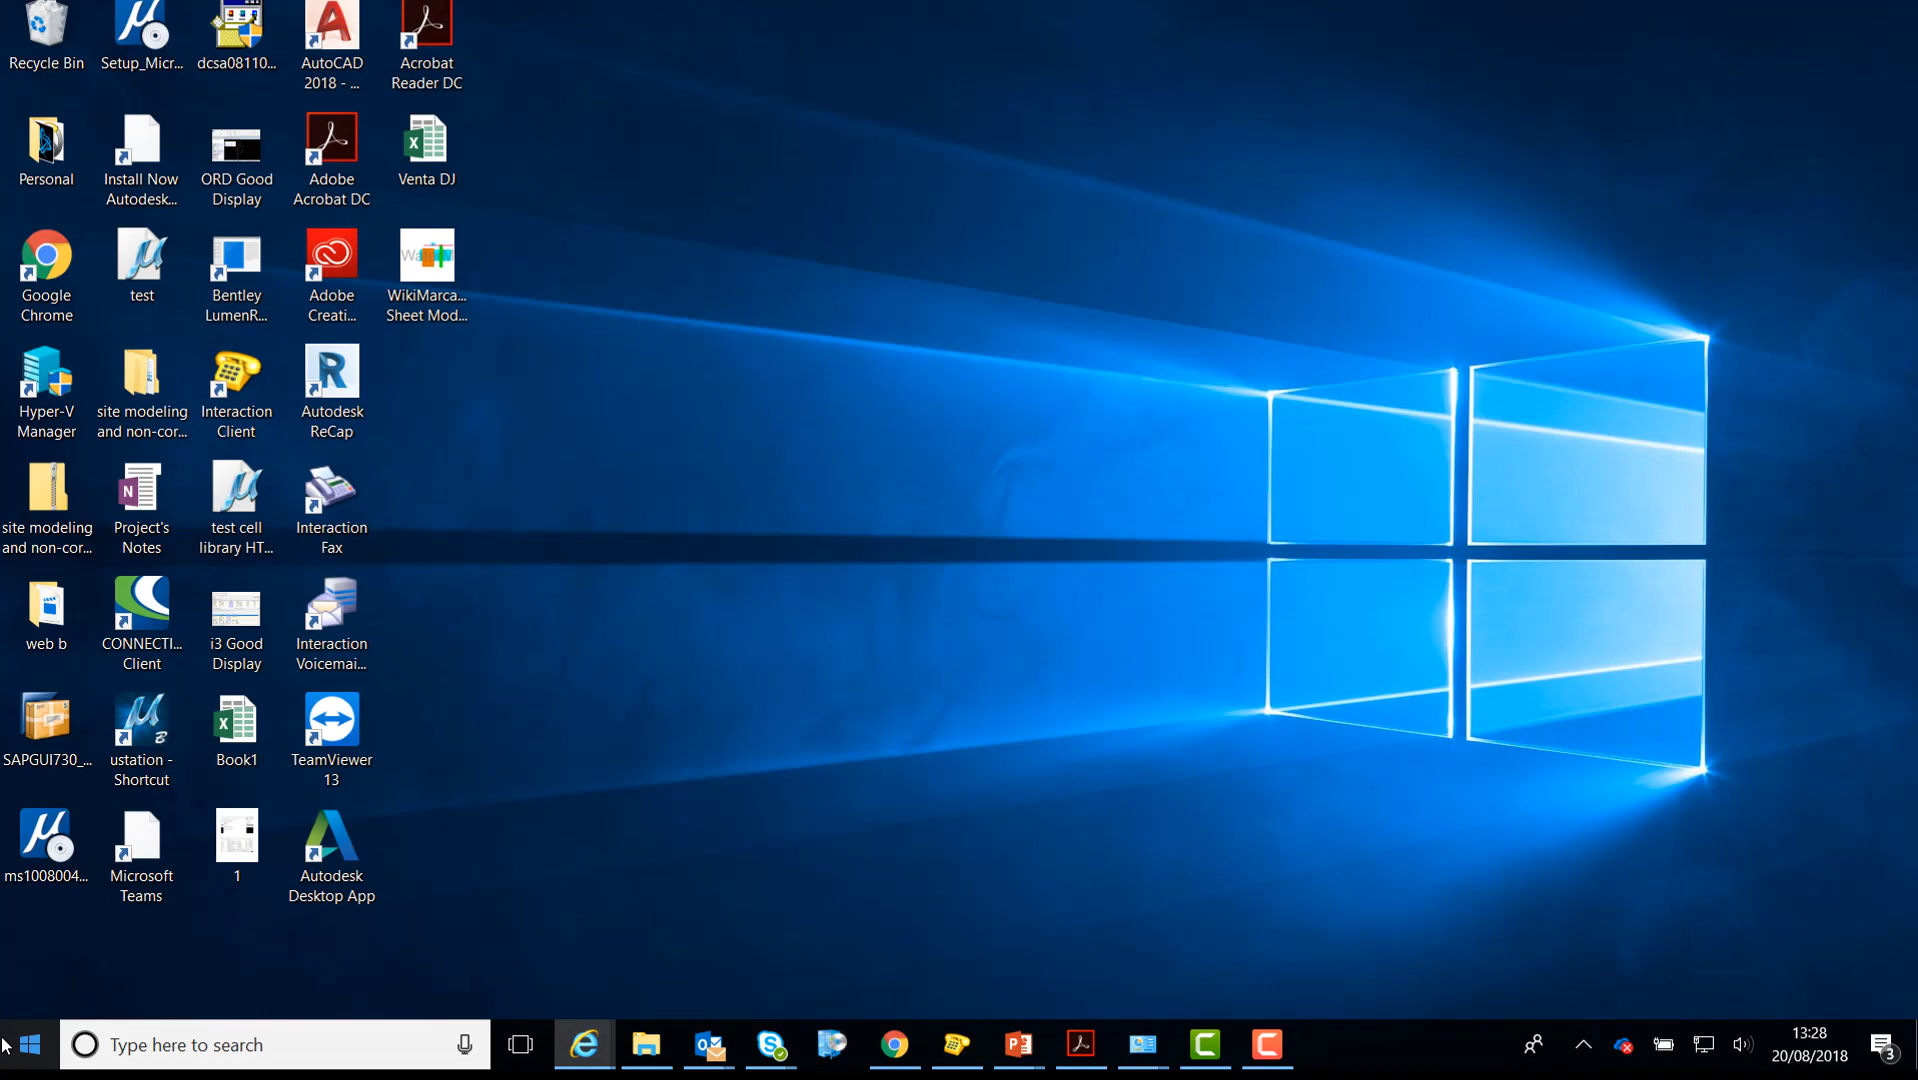 Recycle Bin
Setup_Micr...
dcsa08110...
AutoCAD
2018 - ...
Acrobat
Reader DC
Personal
Install Now
Autodesk...
ORD Good
Display
Adobe
Acrobat DC
Venta DJ
Google
Chrome
test
Bentley
LumenR...
Adobe
Creati...
WikiMarca...
Sheet Mod...
Hyper-V
Manager
site modeling
and non-cor...
Interaction
Client
Autodesk
ReCap
site modeling
and non-cor...
Project's
Notes
test cell
library HT...
Interaction
Fax
web b
CONNECTI...
Client
i3 Good
Display
Interaction
Voicemai...
SAPGUI730_...
ustation -
Shortcut
Book1
TeamViewer
13
ms1008004...
Microsoft
Teams
1
Autodesk
Desktop App
Type here to search
13:28
20/08/2018
3